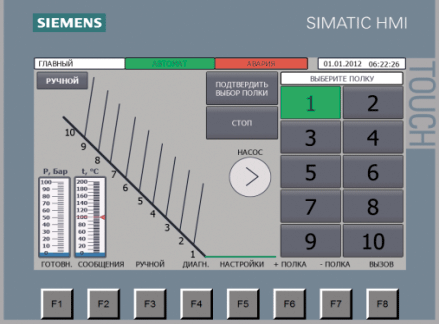 SIEMENS
SIMATIC HMI
TOUCH
ГЛАВНЫЙ
АВТОМАТ
АВАРИЯ
01.01.2012 06:22:26
РУЧНОЙ
ПОДТВЕРДИТЬ
ВЫБОР ПОЛКИ
ВЫБЕРИТЕ ПОЛКУ
СТОП
НАСОС
1 2
3 4
5 6
7 8
9 10
10
9
8
7
6
5
4
3
2
1
P, Бар
t, °C
100
90
80
70
60
50
40
30
20
10
0
200
180
160
140
120
100
80
60
40
20
0
ГОТОВН. СООБЩЕНИЯ РУЧНОЙ ДИАГН. НАСТРОЙКИ + ПОЛКА - ПОЛКА ВЫЗОВ
F1 F2 F3 F4 F5 F6 F7 F8